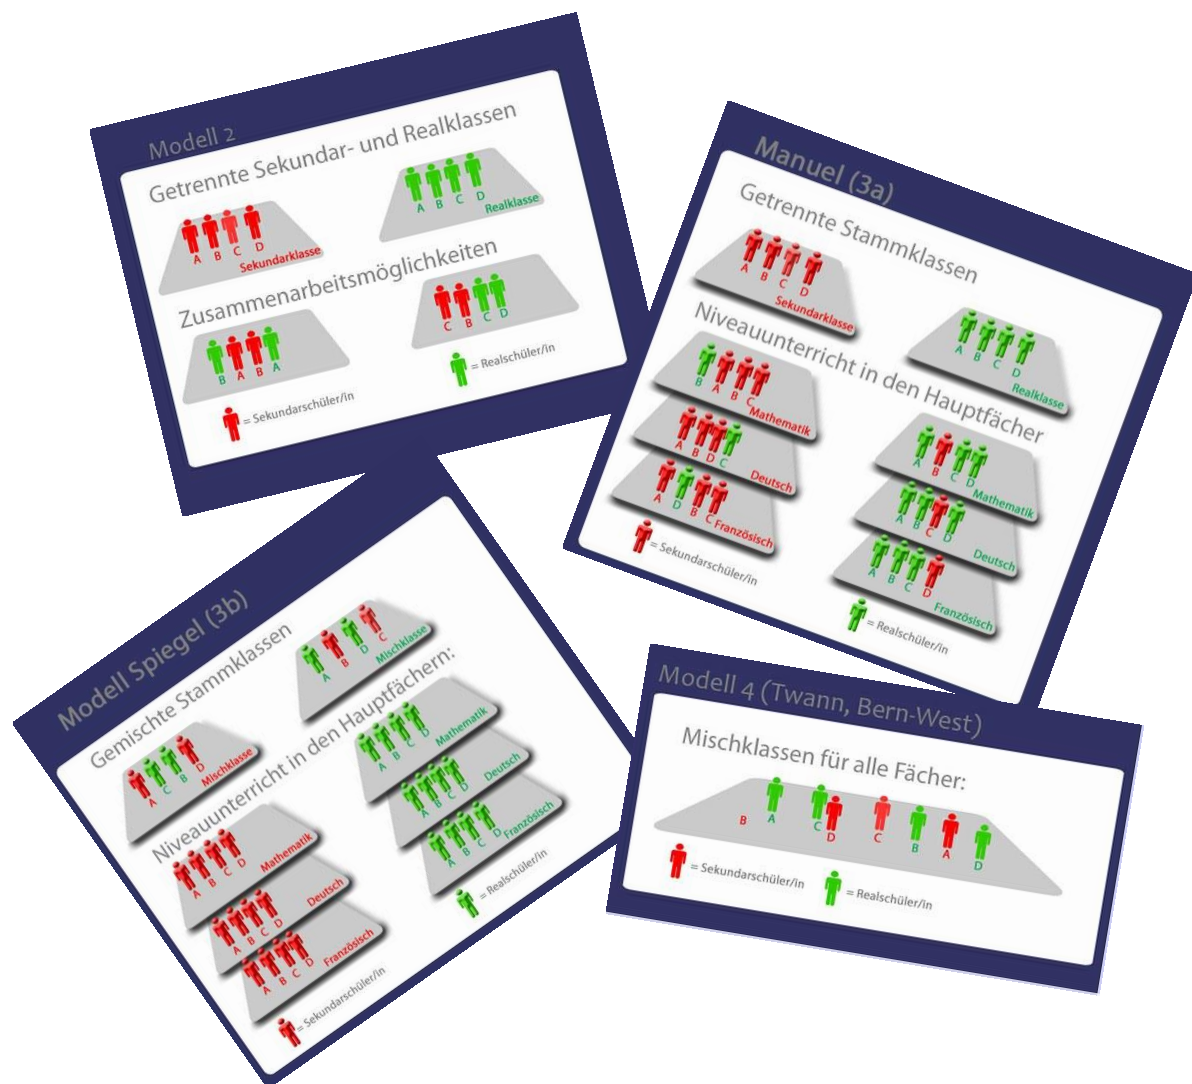 Modell 2
Getrennte Sekundar- und Realklassen
A B C D
Sekundarklasse
A B C D
Realklasse
Zusammenarbeitsmöglichkeiten
B A B A
C B C D
= Sekundarschüler/in
= Realschüler/in
Manuel (3a)
Getrennte Stammklassen
A B C D
Sekundarklasse
A B C D
Realklasse
Niveauunterricht in den Hauptfächer
B A B C
Mathematik
A B D C
Deutsch
A D B C
Französisch
A B C D
Mathematik
A B C D
Deutsch
A B C D
Französisch
= Sekundarschüler/in
= Realschüler/in
Modell Spiegel (3b)
Gemischte Stammklassen
A C B D
Mischklasse
A B D C
Mischklasse
Niveauunterricht in den Hauptfächern:
A B C D
Mathematik
A B C D
Deutsch
A B C D
Französisch
A B C D
Mathematik
A B C D
Deutsch
A B C D
Französisch
= Sekundarschüler/in
= Realschüler/in
Modell 4 (Twann, Bern-West)
Mischklassen für alle Fächer:
B A C D C B A D
= Sekundarschüler/in
= Realschüler/in